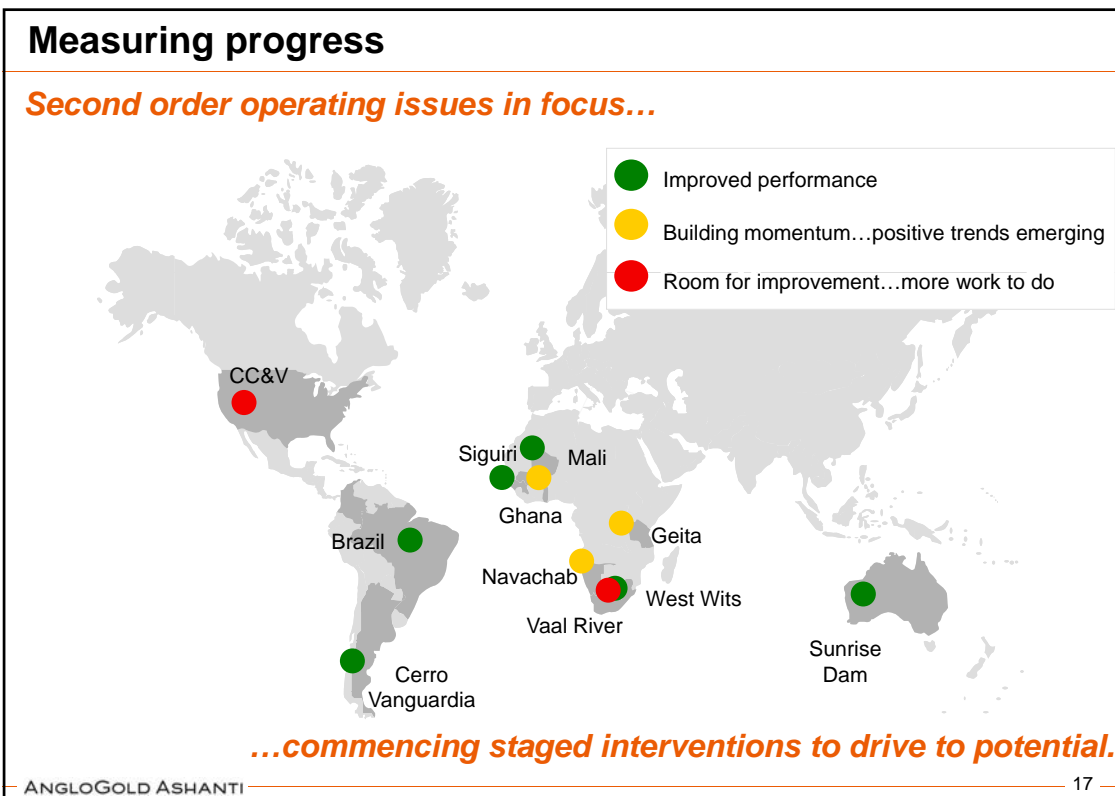 Measuring progress
Second order operating issues in focus…
Improved performance
Building momentum…positive trends emerging
Room for improvement…more work to do
CC&V
Siguiri
Mali
Ghana
Brazil
Geita
Navachab
West Wits
Vaal River
Sunrise
Dam
Cerro
Vanguardia
…commencing staged interventions to drive to potential.
ANGLOGOLD ASHANTI
17